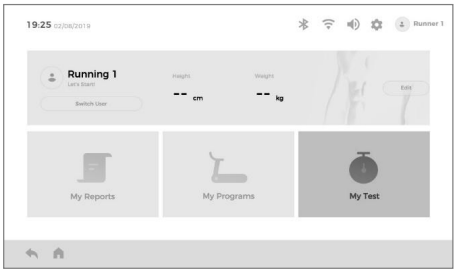 19:25 02/08/2019
Runner 1
Running 1
Let's Start!
Switch User
Height
-- cm
Weight
-- kg
Edit
My Reports
My Programs
My Test